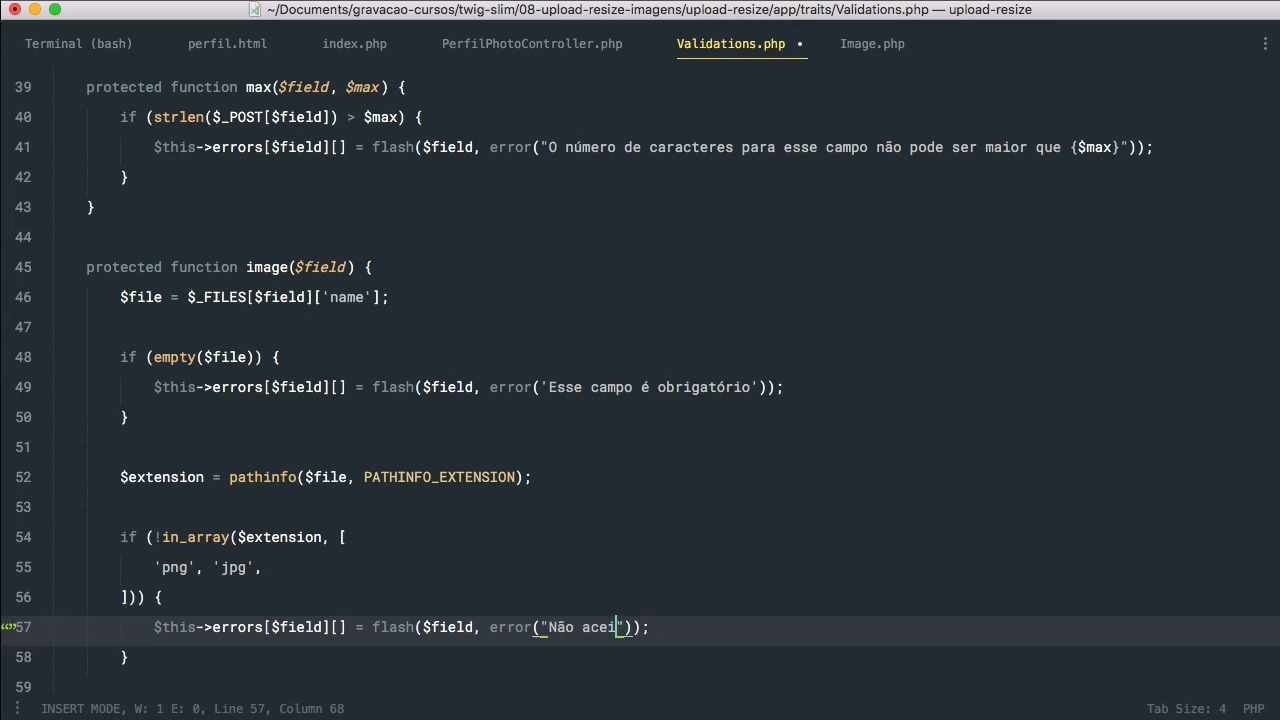 ~/Documents/gravacao-cursos/twig-slim/08-upload-resize-imagens/upload-resize/app/traits/Validations.php — upload-resize
Terminal (bash) perfil.html index.php PerfilPhotoController.php Validations.php • Image.php
39 protected function max($field, $max) {
40 if (strlen($_POST[$field]) > $max) {
41 $this->errors[$field][] = flash($field, error("O número de caracteres para esse campo não pode ser maior que {$max}"));
42 }
43 }
44
45 protected function image($field) {
46 $file = $_FILES[$field]['name'];
47
48 if (empty($file)) {
49 $this->errors[$field][] = flash($field, error('Esse campo é obrigatório'));
50 }
51
52 $extension = pathinfo($file, PATHINFO_EXTENSION);
53
54 if (!in_array($extension, [
55 'png', 'jpg',
56 ])) {
“”57 $this->errors[$field][] = flash($field, error("Não acei"));
58 }
59
INSERT MODE, W: 1 E: 0, Line 57, Column 68 Tab Size: 4 PHP